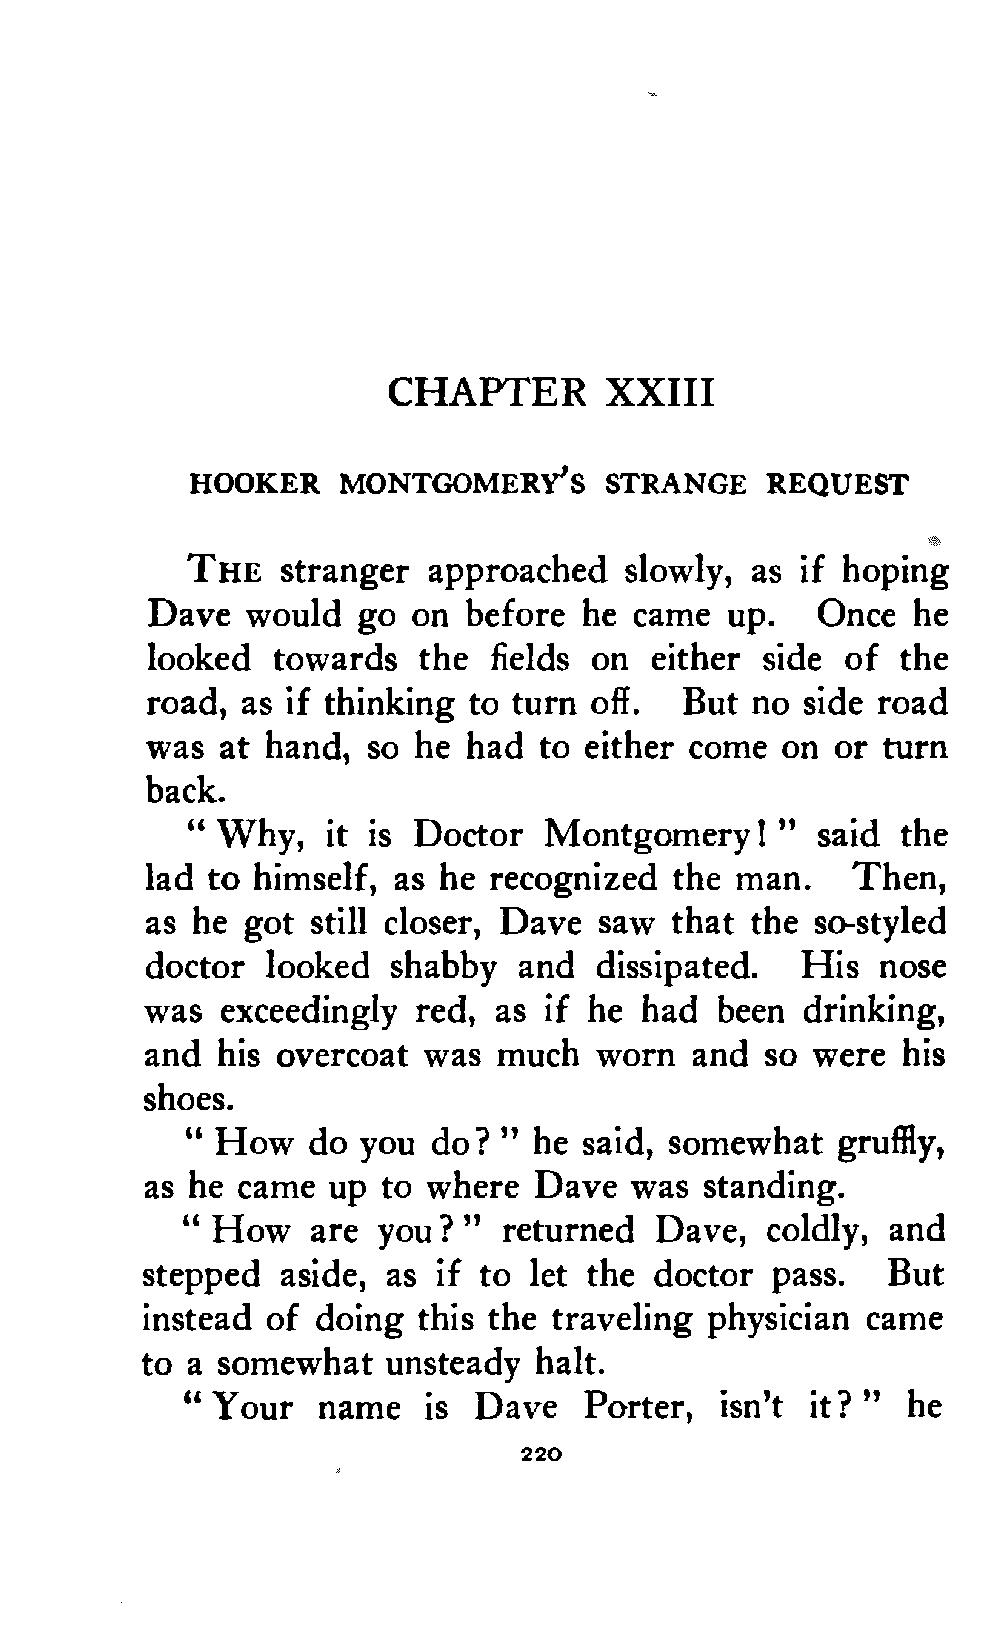 CHAPTER XXIII
HOOKER MONTGOMERY'S STRANGE REQUEST
THE stranger approached slowly, as if hoping
Dave would go on before he came up. Once he
looked towards the fields on either side of the
road, as if thinking to turn off. But no side road
was at hand, so he had to either come on or turn
back.
" Why, it is Doctor Montgomery! " said the
lad to himself, as he recognized the man. Then,
as he got still closer, Dave saw that the so-styled
doctor looked shabby and dissipated. His nose
was exceedingly red, as if he had been drinking,
and his overcoat was much worn and so were his
shoes.
" How do you do? " he said, somewhat gruffly,
as he came up to where Dave was standing.
" How are you? " returned Dave, coldly, and
stepped aside, as if to let the doctor pass. But
instead of doing this the traveling physician came
to a somewhat unsteady halt.
" Your name is Dave Porter, isn't it? " he
220